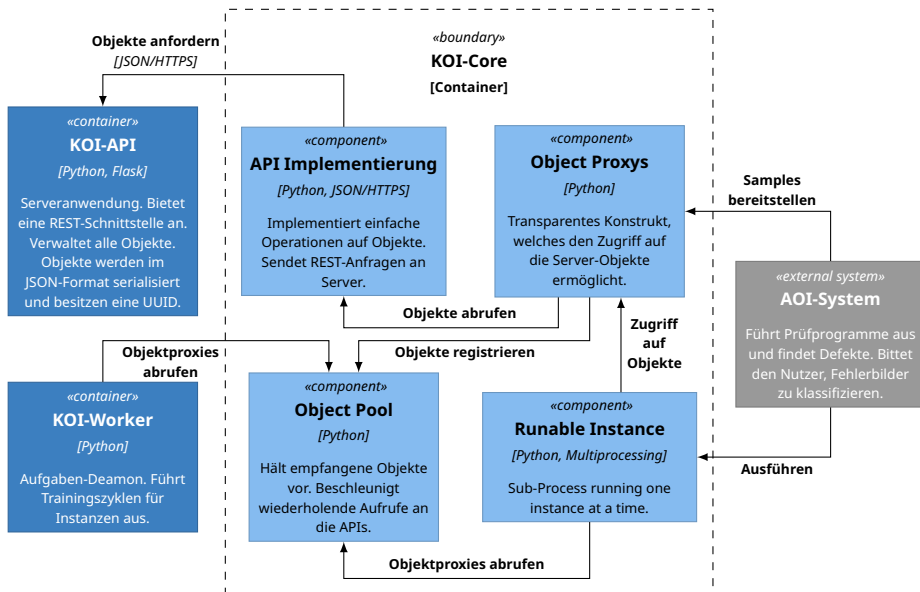 «boundary»
KOI-Core
[Container]
Objekte anfordern
[JSON/HTTPS]
«container»
KOI-API
[Python, Flask]
Serveranwendung. Bietet
eine REST-Schnittstelle an.
Verwaltet alle Objekte.
Objekte werden im
JSON-Format serialisiert
und besitzen eine UUID.
«component»
API Implementierung
[Python, JSON/HTTPS]
Implementiert einfache
Operationen auf Objekte.
Sendet REST-Anfragen an
Server.
«component»
Object Proxys
[Python]
Transparentes Konstrukt,
welches den Zugriff auf
die Server-Objekte
ermöglicht.
Samples
bereitstellen
«external system»
AOI-System
Führt Prüfprogramme aus
und findet Defekte. Bittet
den Nutzer, Fehlerbilder
zu klassifizieren.
Objekte abrufen
Objekte registrieren
Zugriff
auf
Objekte
Objektproxies
abrufen
«container»
KOI-Worker
[Python]
Aufgaben-Deamon. Führt
Trainingszyklen für
Instanzen aus.
«component»
Object Pool
[Python]
Hält empfangene Objekte
vor. Beschleunigt
wiederholende Aufrufe an
die APIs.
«component»
Runable Instance
[Python, Multiprocessing]
Sub-Process running one
instance at a time.
Ausführen
Objektproxies abrufen